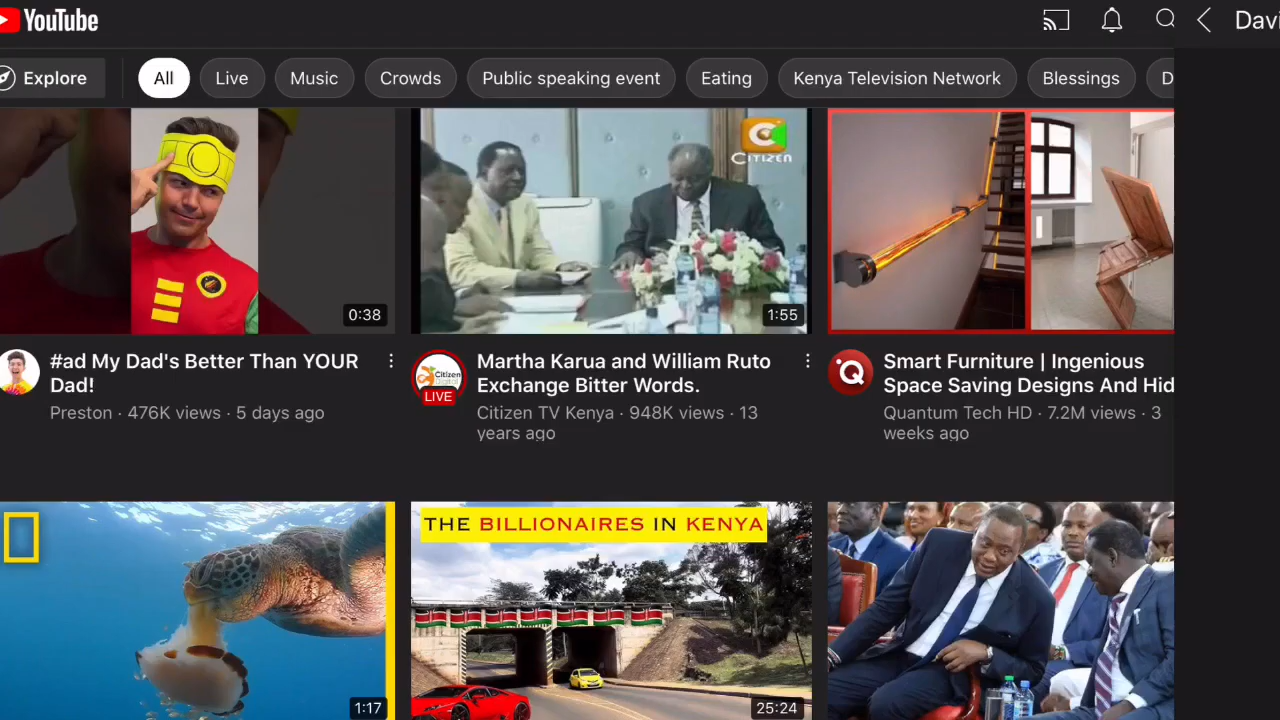 YouTube
Davi
Explore
All
Live
Music
Crowds
Public speaking event
Eating
Kenya Television Network
Blessings
D
CITIZEN
0:38
1:55
#ad My Dad's Better Than YOUR
Dad!
Preston · 476K views · 5 days ago
Citizen
Digital
LIVE
Martha Karua and William Ruto
Exchange Bitter Words.
Citizen TV Kenya · 948K views · 13
years ago
Q
Smart Furniture | Ingenious
Space Saving Designs And Hid
Quantum Tech HD · 7.2M views · 3
weeks ago
THE BILLIONAIRES IN KENYA
1:17
25:24